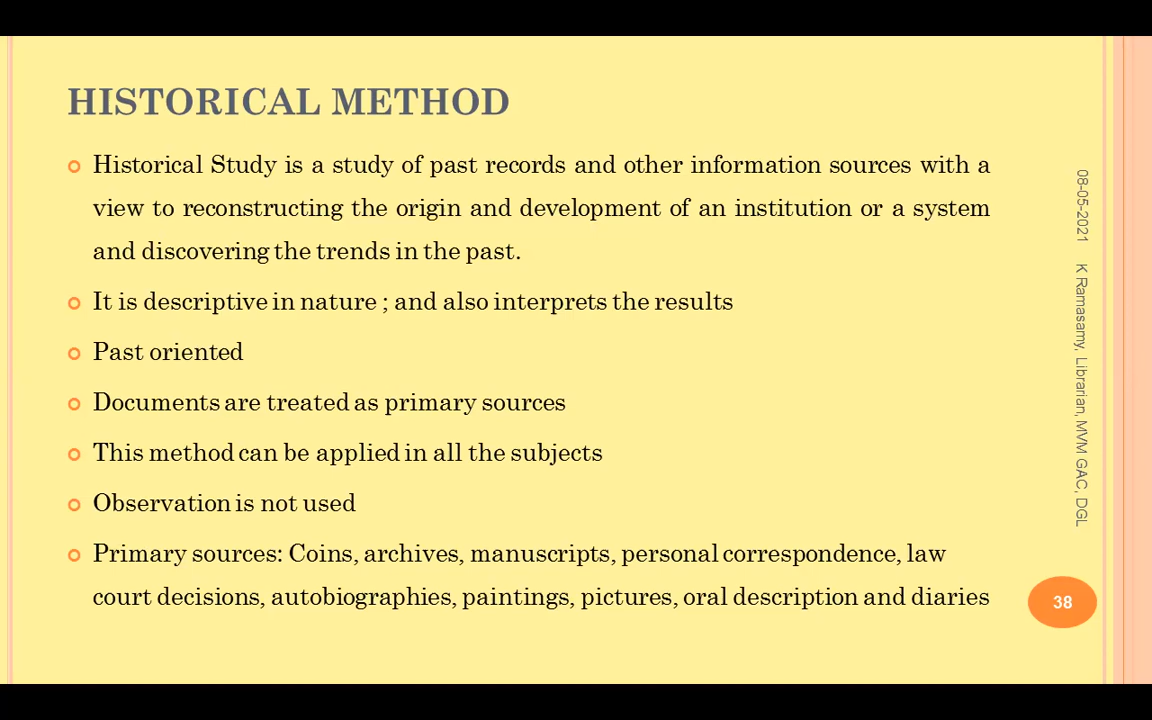 HISTORICAL METHOD
Historical Study is a study of past records and other information sources with a
view to reconstructing the origin and development of an institution or a system
and discovering the trends in the past.
It is descriptive in nature ; and also interprets the results
Past oriented
Documents are treated as primary sources
This method can be applied in all the subjects
Observation is not used
Primary sources: Coins, archives, manuscripts, personal correspondence, law
court decisions, autobiographies, paintings, pictures, oral description and diaries
08-05-2021 K Ramasamy, Librarian, MVM GAC, DGL
38